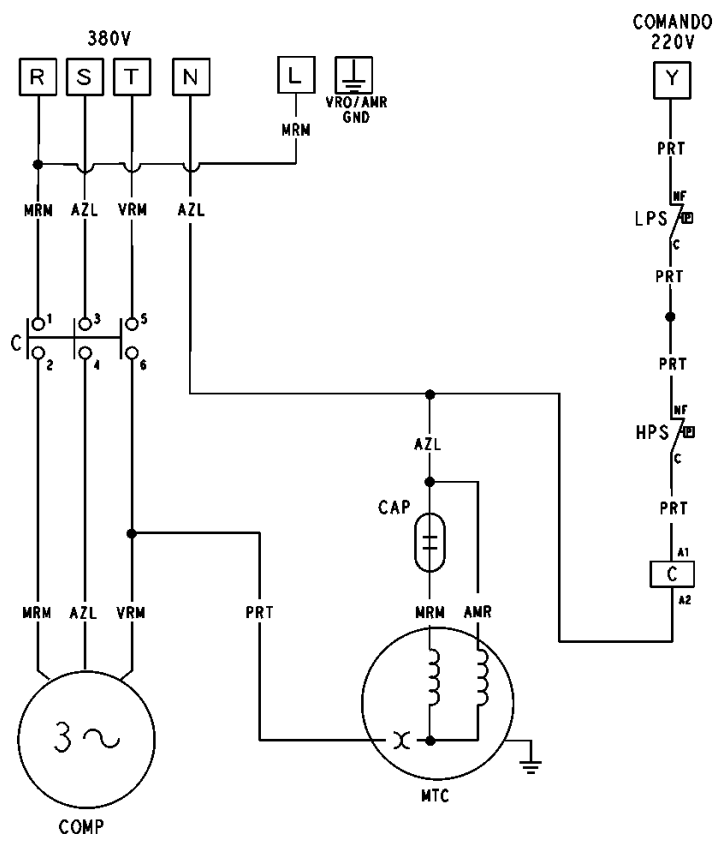 380V
COMANDO
220V
R S T N L Y
VRO/AMR
GND
MRM
PRT
MRM AZL VRM AZL
NF
LPS P
C
PRT
1 3 5
C
2 4 6
PRT
NF
HPS P
C
AZL
CAP
PRT
A1
C
A2
MRM AZL VRM PRT MRM AMR
3
MTC
COMP